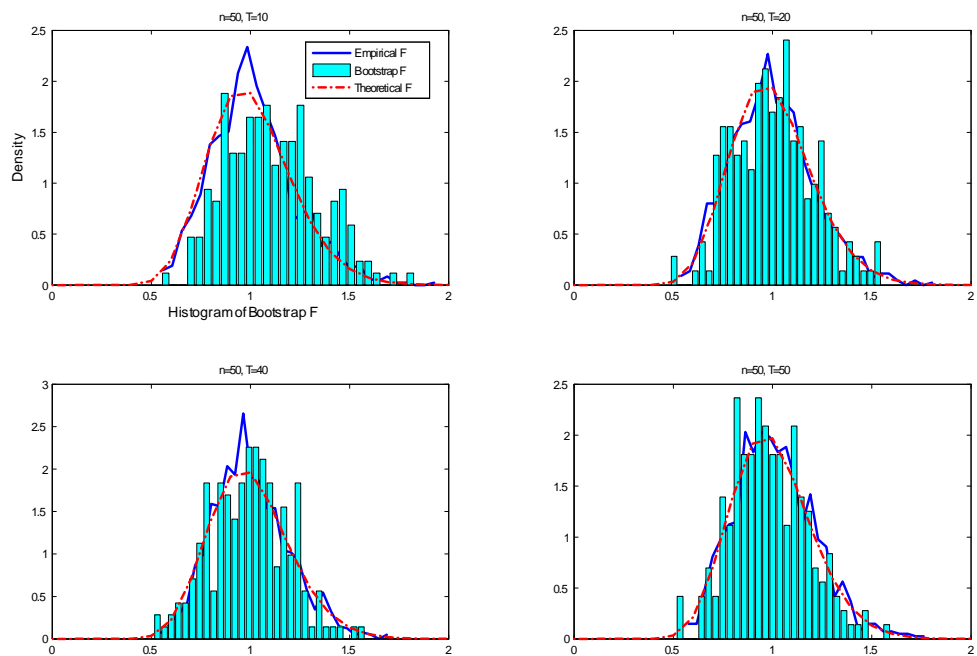 n=50, T=10
2.5
2
1.5
1
0.5
0
Density
Empirical F
Bootstrap F
Theoretical F
0 0.5 1 1.5 2
Histogram of Bootstrap F
n=50, T=20
2.5
2
1.5
1
0.5
0
0 0.5 1 1.5 2
n=50, T=40
3
2.5
2
1.5
1
0.5
0
0 0.5 1 1.5 2
n=50, T=50
2.5
2
1.5
1
0.5
0
0 0.5 1 1.5 2